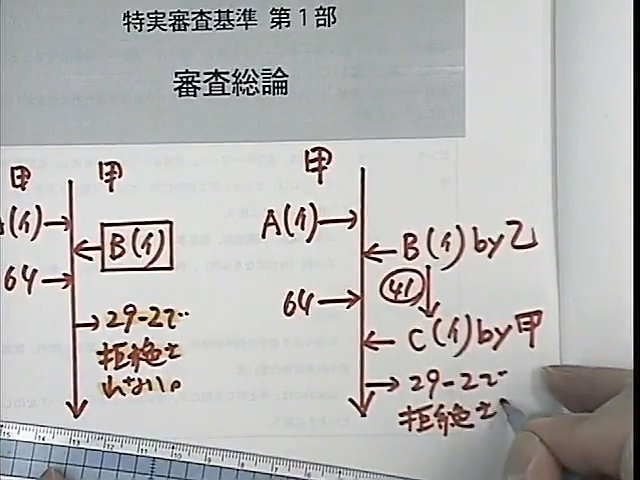 特実審査基準 第1部
審査総論
甲
甲
(イ)
B(イ)
64
29-2で
拒絶さ
れない。
甲
A(イ)
B(イ) by 乙
41
64
C(イ) by 甲
29-2で
拒絶さ